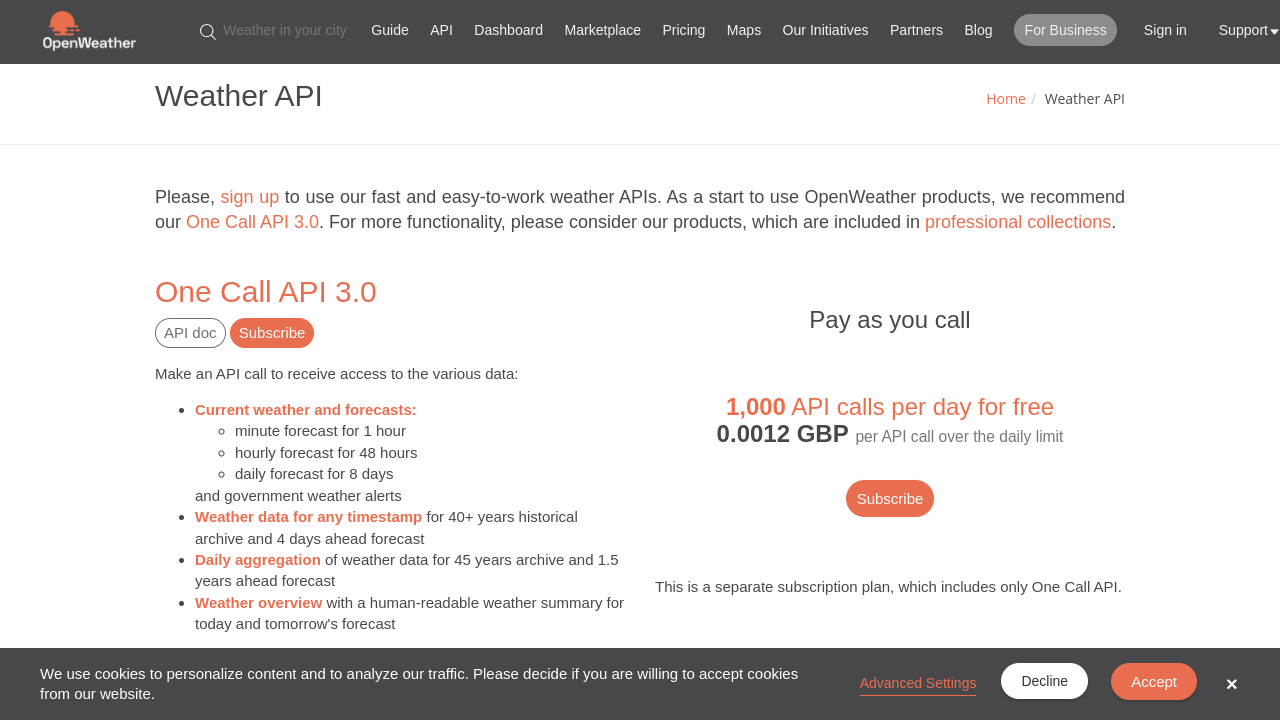 OpenWeather
Weather in your city
Guide
API
Dashboard
Marketplace
Pricing
Maps
Our Initiatives
Partners
Blog
For Business
Sign in
Support
Weather API
Home / Weather API
Please, sign up to use our fast and easy-to-work weather APIs. As a start to use OpenWeather products, we recommend
our One Call API 3.0. For more functionality, please consider our products, which are included in professional collections.
One Call API 3.0
API doc
Subscribe
Make an API call to receive access to the various data:
Current weather and forecasts:
minute forecast for 1 hour
hourly forecast for 48 hours
daily forecast for 8 days
and government weather alerts
Weather data for any timestamp for 40+ years historical
archive and 4 days ahead forecast
Daily aggregation of weather data for 45 years archive and 1.5
years ahead forecast
Weather overview with a human-readable weather summary for
today and tomorrow's forecast
Pay as you call
1,000 API calls per day for free
0.0012 GBP per API call over the daily limit
Subscribe
This is a separate subscription plan, which includes only One Call API.
We use cookies to personalize content and to analyze our traffic. Please decide if you are willing to accept cookies
from our website.
Advanced Settings
Decline
Accept
×